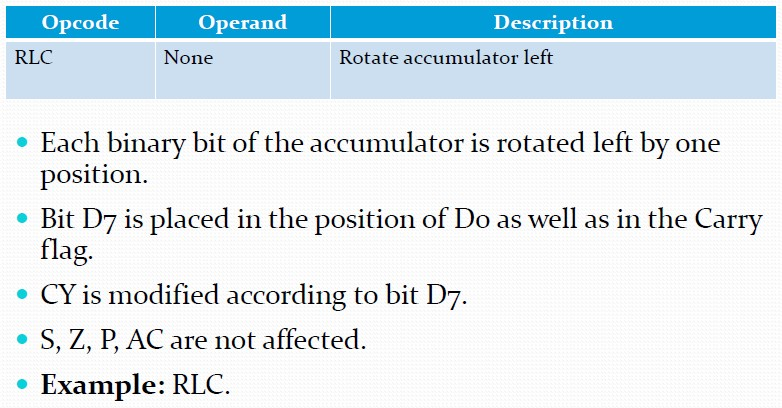 Opcode Operand Description
RLC None Rotate accumulator left
• Each binary bit of the accumulator is rotated left by one
position.
• Bit D7 is placed in the position of D0 as well as in the Carry
flag.
• CY is modified according to bit D7.
• S, Z, P, AC are not affected.
• Example: RLC.